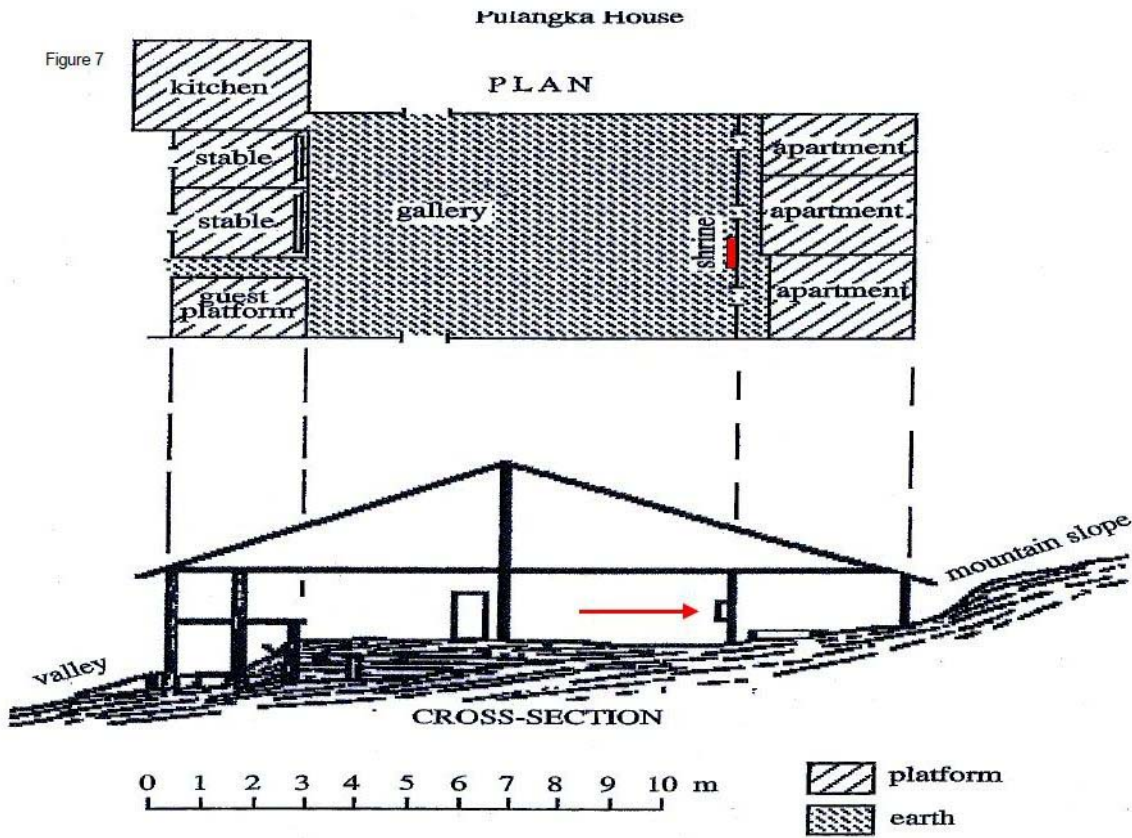 Pulangka House
Figure 7
PLAN
kitchen
stable
apartment
stable
gallery
shrine
apartment
guest
platform
apartment
mountain slope
valley
CROSS-SECTION
0 1 2 3 4 5 6 7 8 9 10 m
platform
earth